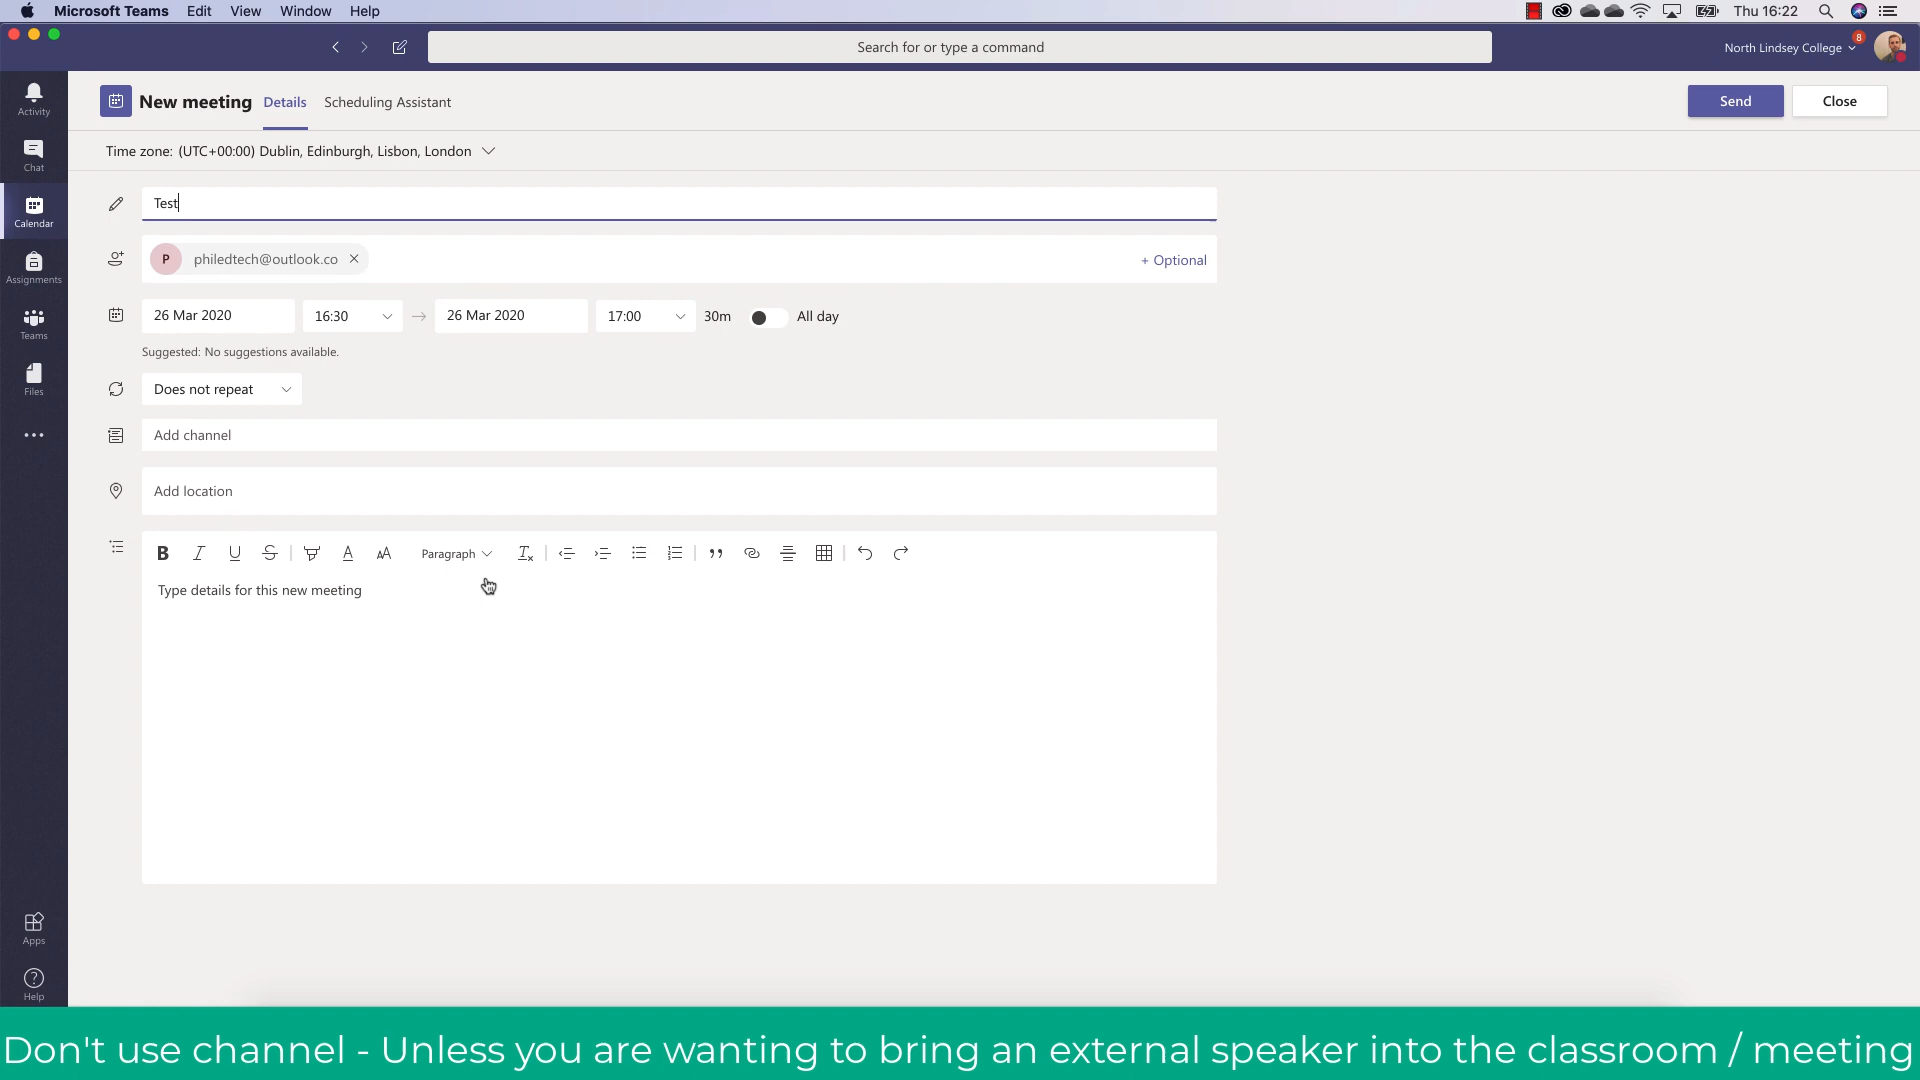 Microsoft Teams Edit View Window Help
Thu 16:22
Search for or type a command
North Lindsey College
8
Activity
Chat
Calendar
Assignments
Teams
Files
Apps
Help
New meeting Details Scheduling Assistant
Send Close
Time zone: (UTC+00:00) Dublin, Edinburgh, Lisbon, London
Test
P philedtech@outlook.co
+ Optional
26 Mar 2020 16:30 26 Mar 2020 17:00 30m All day
Suggested: No suggestions available.
Does not repeat
Add channel
Add location
B I U S A AA Paragraph
Type details for this new meeting
Don't use channel - Unless you are wanting to bring an external speaker into the classroom / meeting